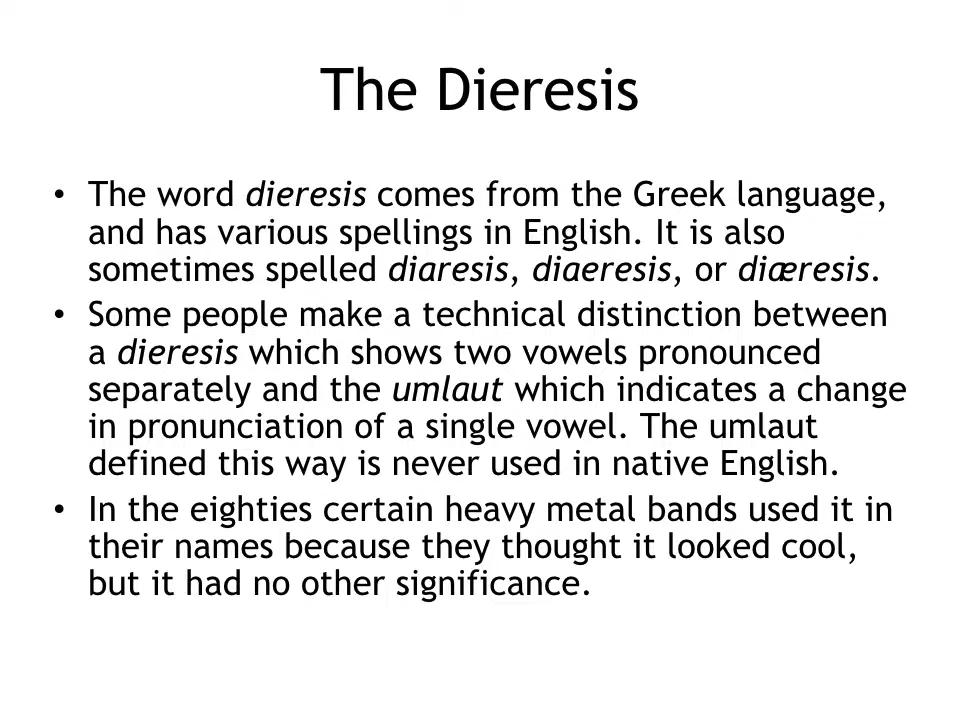 The Dieresis
• The word dieresis comes from the Greek language,
and has various spellings in English. It is also
sometimes spelled diaresis, diaeresis, or diæresis.
• Some people make a technical distinction between
a dieresis which shows two vowels pronounced
separately and the umlaut which indicates a change
in pronunciation of a single vowel. The umlaut
defined this way is never used in native English.
• In the eighties certain heavy metal bands used it in
their names because they thought it looked cool,
but it had no other significance.